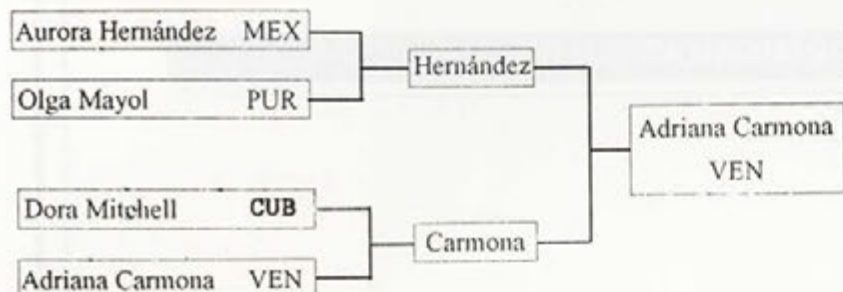 Aurora Hernández MEX
Olga Mayol PUR
Hernández
Dora Mitchell CUB
Adriana Carmona VEN
Carmona
Adriana Carmona
VEN